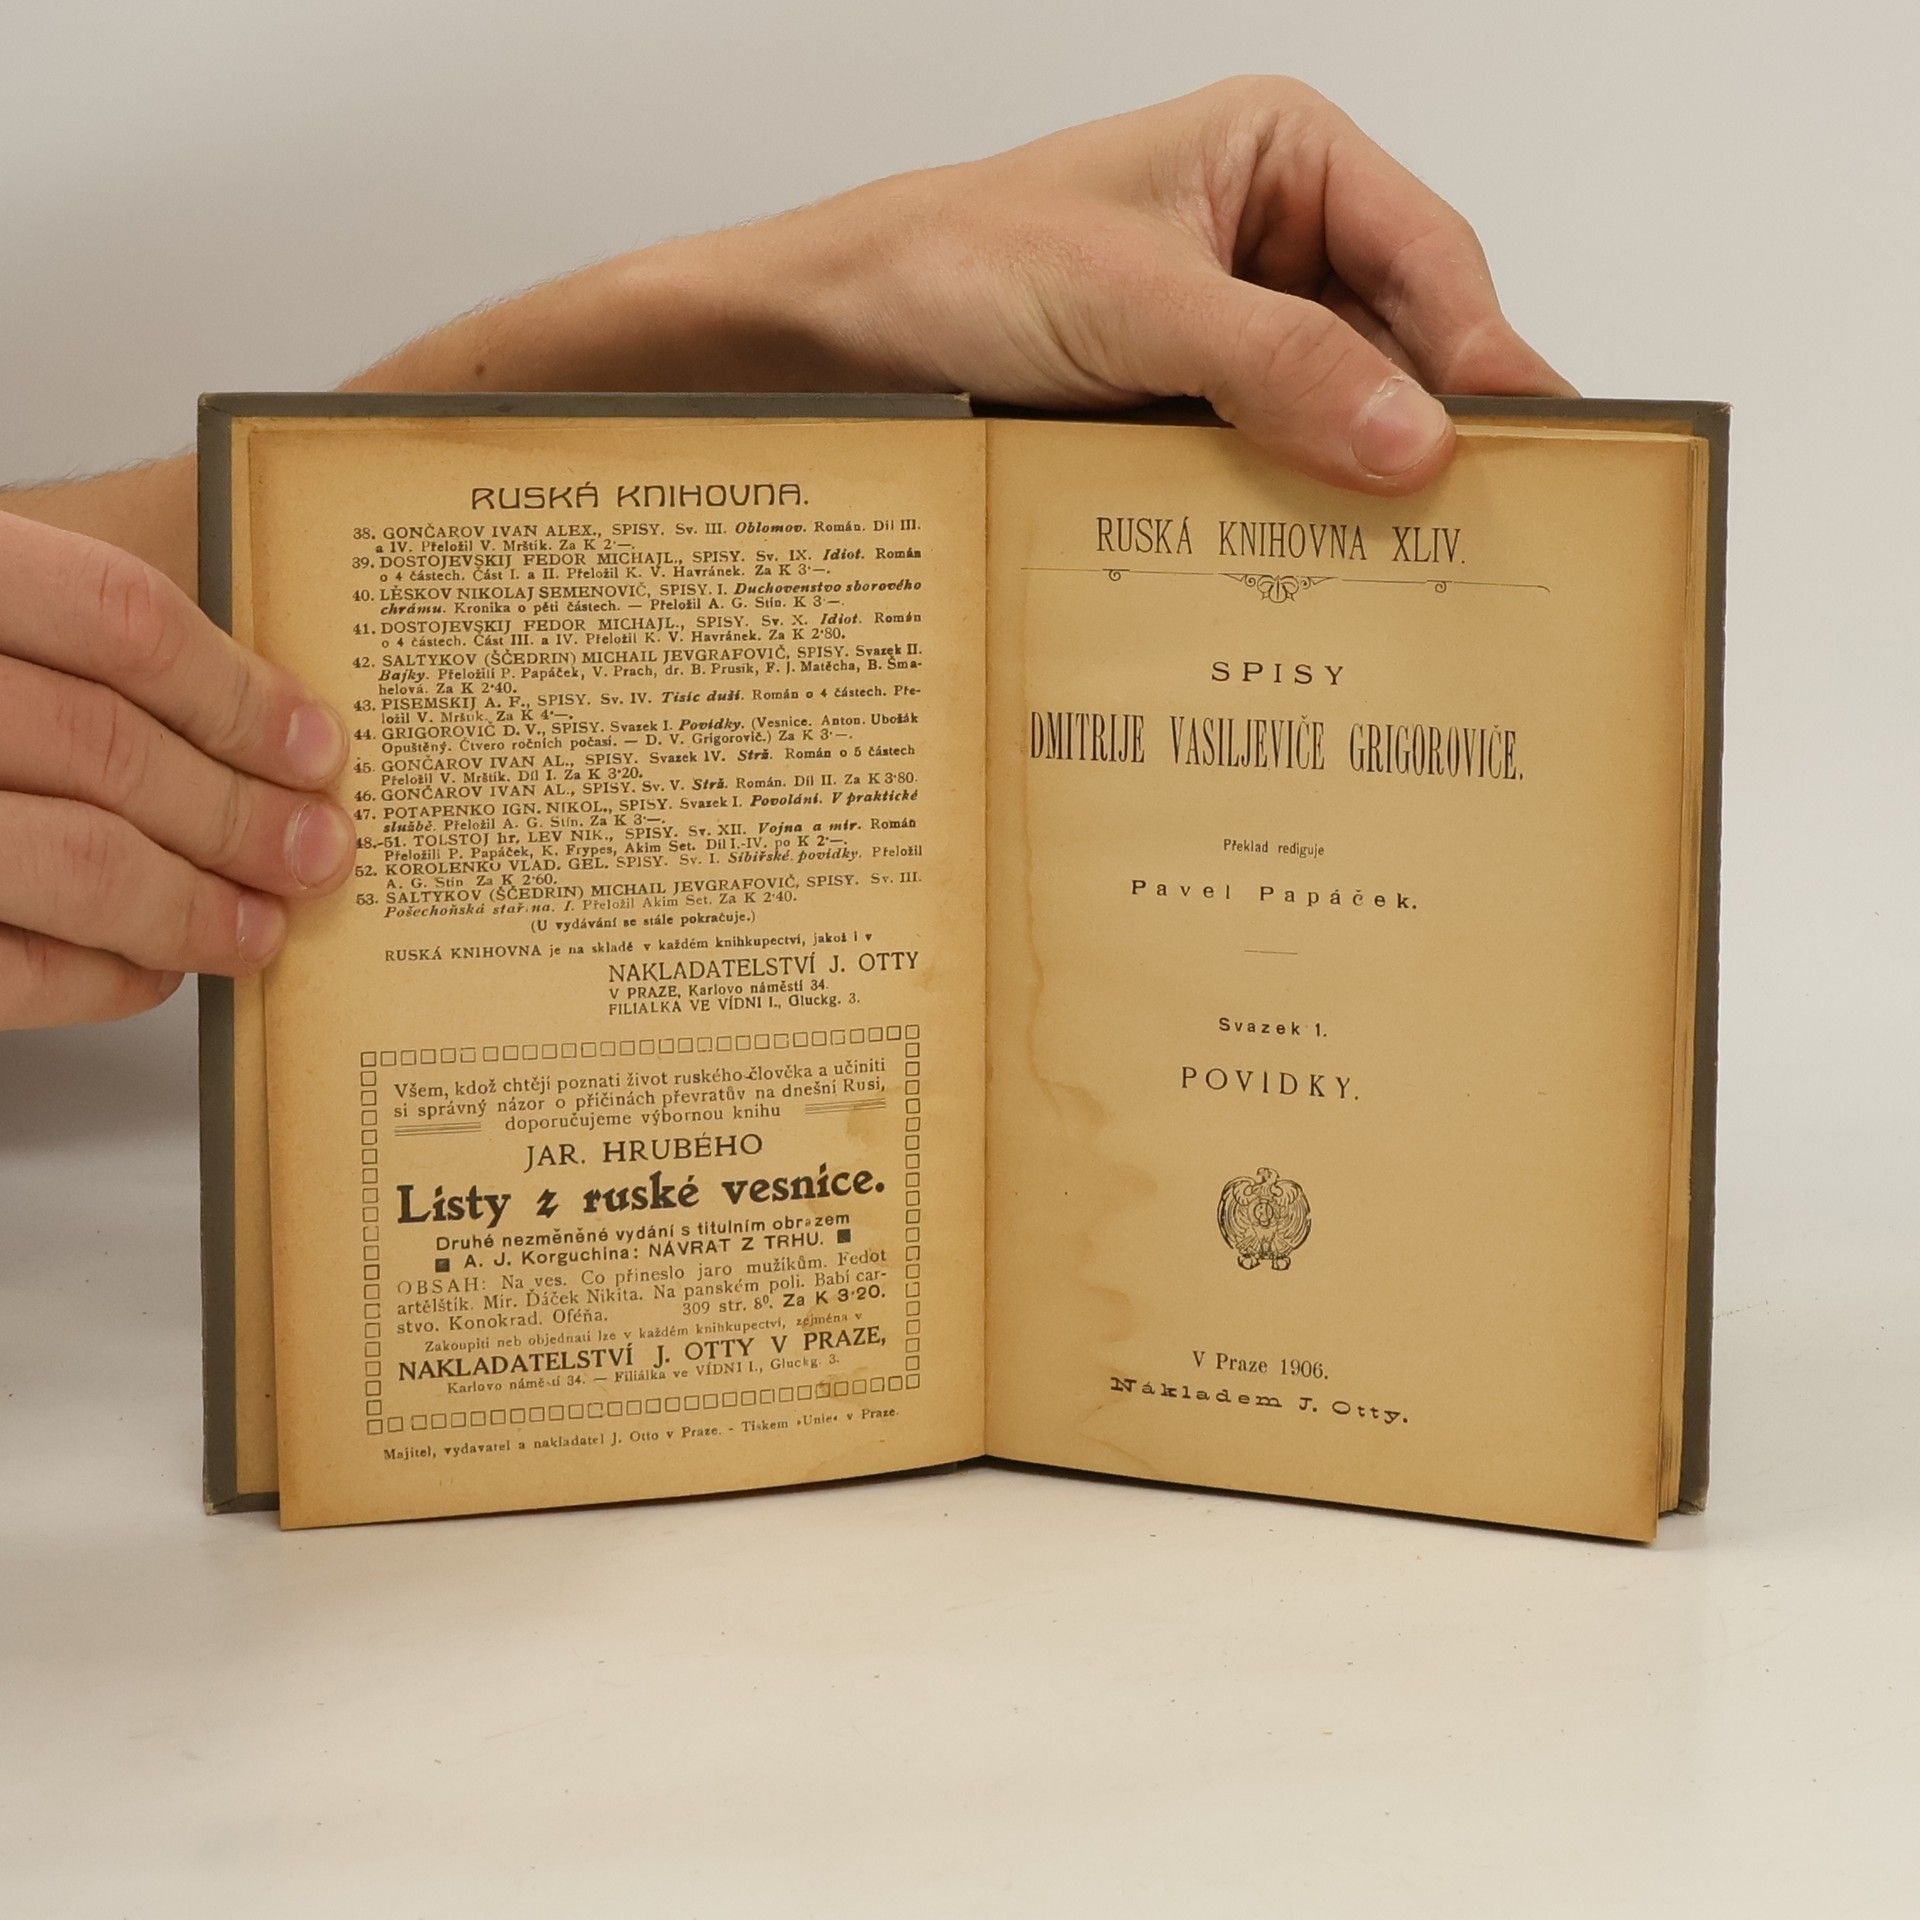 RUSKÁ KNIHOVNA.
38. GONČAROV IVAN ALEX., SPISY. Sv. III. Oblomov. Román. Díl III.
a IV. Přeložil V. Mrštík. Za K 2·—.
39. DOSTOJEVSKIJ FEDOR MICHAJL., SPISY. Sv. IX. Idiot. Román
o 4 částech. Část I. a II. Přeložil K. V. Havránek. Za K 3·—.
40. LĚSKOV NIKOLAJ SEMENOVIČ, SPISY. I. Duchovenstvo sborového
chrámu. Kronika o pěti částech. — Přeložil A. G. Stín. K 3·—.
41. DOSTOJEVSKIJ FEDOR MICHAJL., SPISY. Sv. X. Idiot. Román
o 4 částech. Část III. a IV. Přeložil K. V. Havránek. Za K 2·80.
42. SALTYKOV (ŠČEDRIN) MICHAIL JEVGRAFOVIČ, SPISY. Svazek II.
Bajky. Přeložili P. Papáček, V. Prach, dr. B. Prusík, F. J. Matěcha, B. Šma-
helová. Za K 2·40.
43. PISEMSKIJ A. F., SPISY. Sv. IV. Tisíc duší. Román o 4 částech. Pře-
ložil V. Mrštík. Za K 4·—.
44. GRIGOROVIČ D. V., SPISY. Svazek I. Povídky. (Vesnice. Anton. Ubožák
Opuštěný. Čtvero ročních počasí. — D. V. Grigorovič.) Za K 3·—.
45. GONČAROV IVAN AL., SPISY. Svazek IV. Strž. Román o 5 částech
Přeložil V. Mrštík. Díl I. Za K 3·20.
46. GONČAROV IVAN AL., SPISY. Sv. V. Strž. Román. Díl II. Za K 3·80.
47. POTAPENKO IGN. NIKOL., SPISY. Svazek I. Povolání. V praktické
službě. Přeložil A. G. Stín. Za K 3·—.
48.-51. TOLSTOJ hr. LEV NIK., SPISY. Sv. XII. Vojna a mír. Román
Přeložili P. Papáček, K. Frypes, Akim Set. Díl I.-IV. po K 2·—.
52. KOROLENKO VLAD. GEL. SPISY. Sv. I. Sibiřské povídky. Přeložil
A. G. Stín Za K 2·60.
53. SALTYKOV (ŠČEDRIN) MICHAIL JEVGRAFOVIČ, SPISY. Sv. III.
Pošechoňská stařina. I. Přeložil Akim Set. Za K 2·40.
(U vydávání se stále pokračuje.)
RUSKÁ KNIHOVNA je na skladě v každém knihkupectví, jakož i v
NAKLADATELSTVÍ J. OTTY
V PRAZE, Karlovo náměstí 34.
FILIALKA VE VÍDNI I., Gluckg. 3.
Všem, kdož chtějí poznati život ruského člověka a učiniti
si správný názor o příčinách převratův na dnešní Rusi,
doporučujeme výbornou knihu
JAR. HRUBÉHO
Listy z ruské vesnice.
Druhé nezměněné vydání s titulním obrazem
A. J. Korguchina: NÁVRAT Z TRHU.
OBSAH: Na ves. Co přineslo jaro mužíkům. Fedot
artělštík. Mir. Ďáček Nikita. Na panském poli. Babí car-
stvo. Konokrad. Oféňa. 309 str. 8⁰. Za K 3·20.
Zakoupiti neb objednati lze v každém knihkupectví, zejména v
NAKLADATELSTVÍ J. OTTY V PRAZE,
Karlovo náměstí 34. — Filiálka ve VÍDNI I., Gluckg. 3.
Majitel, vydavatel a nakladatel J. Otto v Praze. - Tiskem »Unie« v Praze.
RUSKÁ KNIHOVNA XLIV.
SPISY
DMITRIJE VASILJEVIČE GRIGOROVIČE.
Překlad rediguje
Pavel Papáček.
Svazek 1.
POVIDKY.
V Praze 1906.
Nákladem J. Otty.